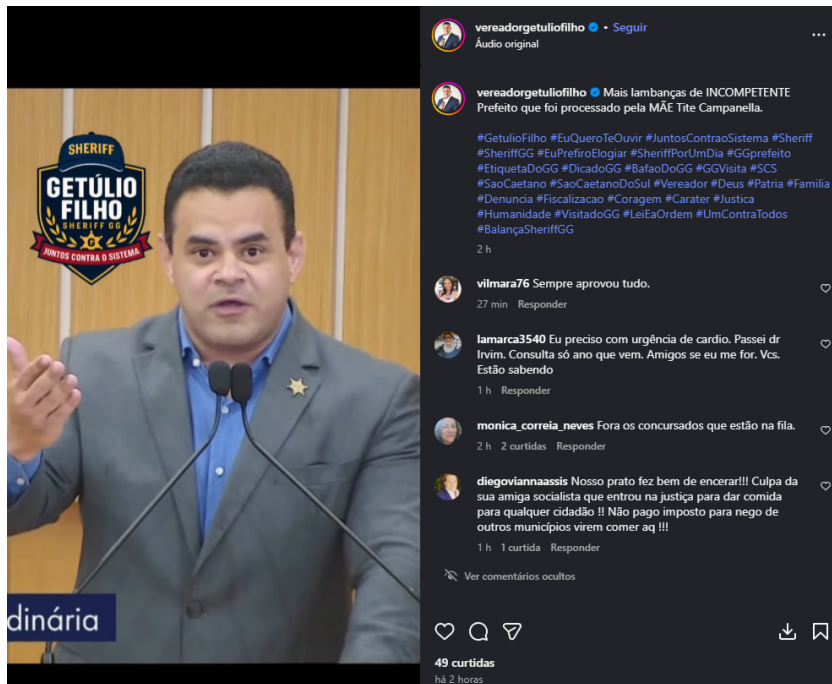 SHERIFF
GETÚLIO
FILHO
SHERIFF GG
G
JUNTOS CONTRA O SISTEMA
dinária
vereadorgetuliofilho • Seguir
Áudio original
vereadorgetuliofilho Mais lambanças de INCOMPETENTE
Prefeito que foi processado pela MÃE Tite Campanella.
#GetulioFilho #EuQueroTeOuvir #JuntosContraoSistema #Sheriff
#SheriffGG #EuPrefiroElogiar #SheriffPorUmDia #GGprefeito
#EtiquetaDoGG #DicadoGG #BafaoDoGG #GGVisita #SCS
#SaoCaetano #SaoCaetanoDoSul #Vereador #Deus #Patria #Familia
#Denuncia #Fiscalizacao #Coragem #Carater #Justica
#Humanidade #VisitadoGG #LeiEaOrdem #UmContraTodos
#BalançaSheriffGG
2 h
vilmara76 Sempre aprovou tudo.
27 min Responder
lamarca3540 Eu preciso com urgência de cardio. Passei dr
Irvim. Consulta só ano que vem. Amigos se eu me for. Vcs.
Estão sabendo
1 h Responder
monica_correia_neves Fora os concursados que estão na fila.
2 h 2 curtidas Responder
diegoviannaassis Nosso prato fez bem de encerar!!! Culpa da
sua amiga socialista que entrou na justiça para dar comida
para qualquer cidadão !! Não pago imposto para nego de
outros municípios virem comer aq !!!
1 h 1 curtida Responder
Ver comentários ocultos
49 curtidas
há 2 horas